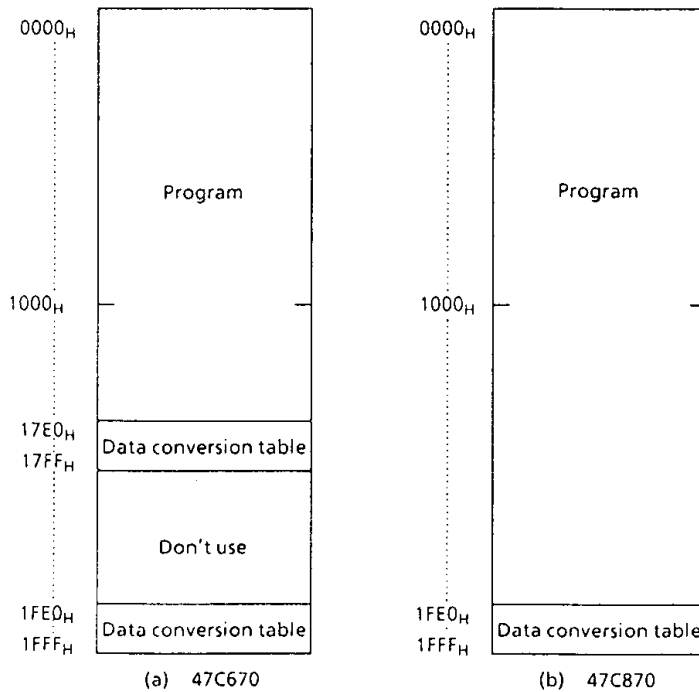 0000H
Program
1000H
17E0H
Data conversion table
17FFH
Don't use
1FE0H
Data conversion table
1FFFH
(a) 47C670
0000H
Program
1000H
1FE0H
Data conversion table
1FFFH
(b) 47C870